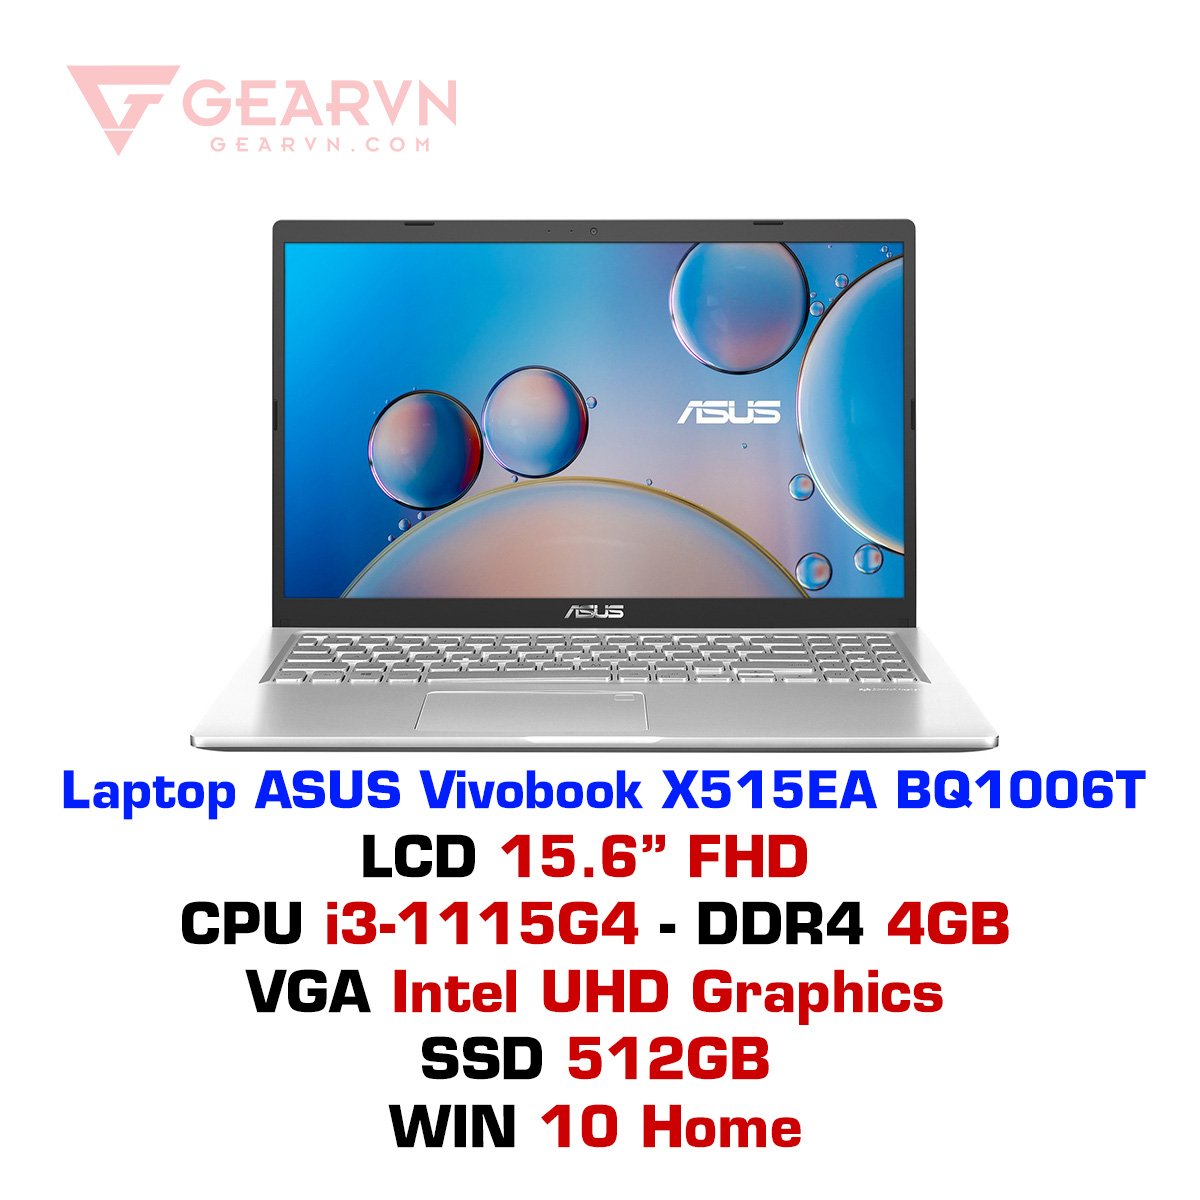 GEARVN
GEARVN.COM
ASUS
ASUS
Laptop ASUS Vivobook X515EA BQ1006T
LCD 15.6” FHD
CPU i3-1115G4 - DDR4 4GB
VGA Intel UHD Graphics
SSD 512GB
WIN 10 Home